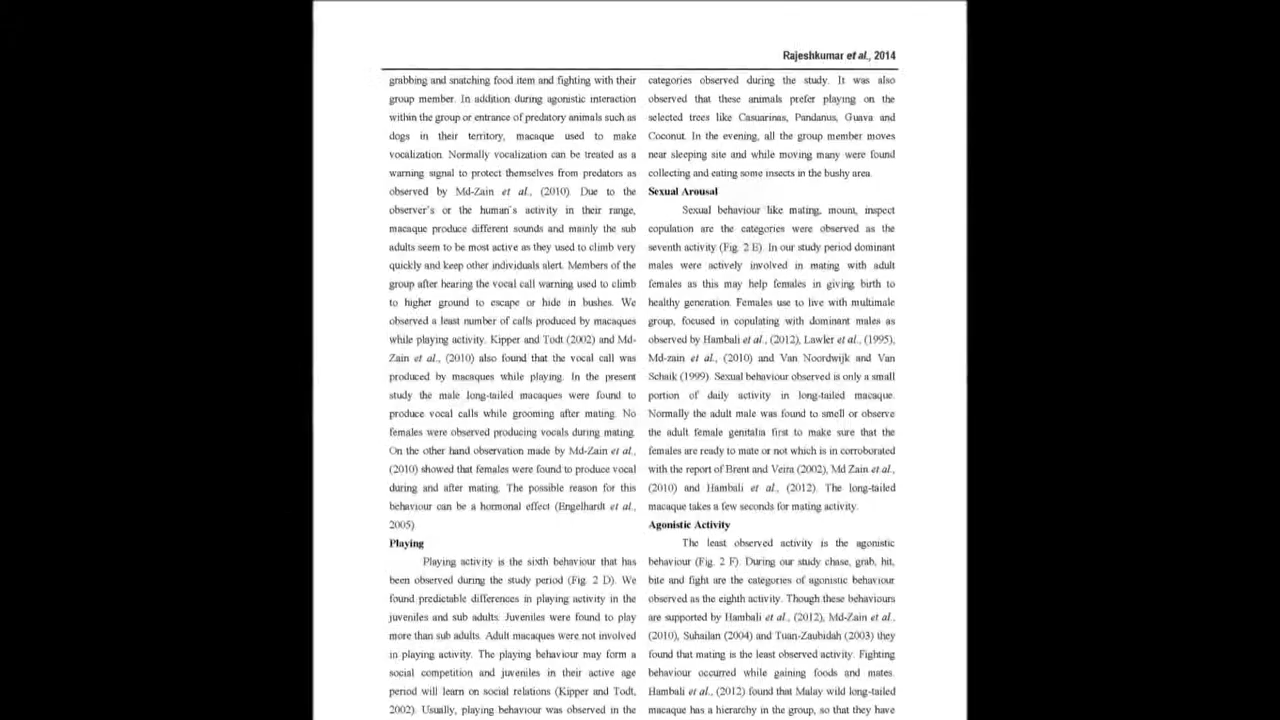 Rajeshkumar et al., 2014
grabbing and snatching food item and fighting with their
group member. In addition during agonistic interaction
within the group or entrance of predatory animals such as
dogs in their territory, macaque used to make
vocalization. Normally vocalization can be treated as a
warning signal to protect themselves from predators as
observed by Md-Zain et al., (2010). Due to the
observer's or the human's activity in their range,
macaque produce different sounds and mainly the sub
adults seem to be most active as they used to climb very
quickly and keep other individuals alert. Members of the
group after hearing the vocal call warning used to climb
to higher ground to escape or hide in bushes. We
observed a least number of calls produced by macaques
while playing activity. Kipper and Todt (2002) and Md-
Zain et al., (2010) also found that the vocal call was
produced by macaques while playing. In the present
study the male long-tailed macaques were found to
produce vocal calls while grooming after mating. No
females were observed producing vocals during mating.
On the other hand observation made by Md-Zain et al.,
(2010) showed that females were found to produce vocal
during and after mating. The possible reason for this
behaviour can be a hormonal effect (Engelhardt et al.,
2005)
Playing
Playing activity is the sixth behaviour that has
been observed during the study period (Fig. 2 D). We
found predictable differences in playing activity in the
juveniles and sub adults. Juveniles were found to play
more than sub adults. Adult macaques were not involved
in playing activity. The playing behaviour may form a
social competition and juveniles in their active age
period will learn on social relations (Kipper and Todt,
2002). Usually, playing behaviour was observed in the
categories observed during the study. It was also
observed that these animals prefer playing on the
selected trees like Casuarinas, Pandanus, Guava and
Coconut. In the evening, all the group member moves
near sleeping site and while moving many were found
collecting and eating some insects in the bushy area.
Sexual Arousal
Sexual behaviour like mating, mount, inspect
copulation are the categories were observed as the
seventh activity (Fig. 2 E). In our study period dominant
males were actively involved in mating with adult
females as this may help females in giving birth to
healthy generation. Females use to live with multimale
group, focused in copulating with dominant males as
observed by Hambali et al., (2012), Lawler et al., (1995),
Md-zain et al., (2010) and Van Noordwijk and Van
Schaik (1999). Sexual behaviour observed is only a small
portion of daily activity in long-tailed macaque.
Normally the adult male was found to smell or observe
the adult female genitalia first to make sure that the
females are ready to mate or not which is in corroborated
with the report of Brent and Veira (2002), Md Zain et al.,
(2010) and Hambali et al., (2012). The long-tailed
macaque takes a few seconds for mating activity.
Agonistic Activity
The least observed activity is the agonistic
behaviour (Fig. 2 F). During our study chase, grab, hit,
bite and fight are the categories of agonistic behaviour
observed as the eighth activity. Though these behaviours
are supported by Hambali et al., (2012), Md-Zain et al.,
(2010), Suhailan (2004) and Tuan-Zaubidah (2003) they
found that mating is the least observed activity. Fighting
behaviour occurred while gaining foods and mates.
Hambali et al., (2012) found that Malay wild long-tailed
macaque has a hierarchy in the group, so that they have